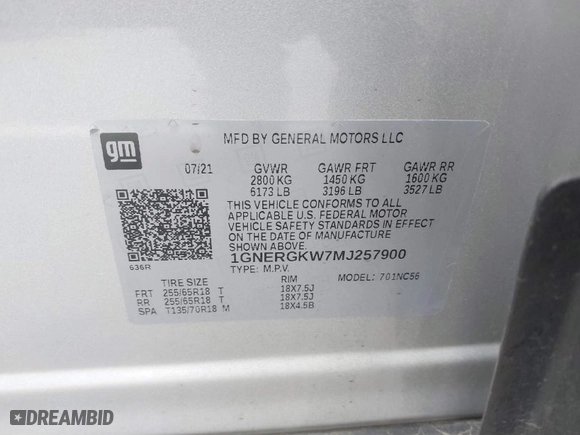 gm
MFD BY GENERAL MOTORS LLC
07/21 GVWR GAWR FRT GAWR RR
2800 KG 1450 KG 1600 KG
6173 LB 3196 LB 3527 LB
THIS VEHICLE CONFORMS TO ALL
APPLICABLE U.S. FEDERAL MOTOR
VEHICLE SAFETY STANDARDS IN EFFECT
ON THE DATE OF MANUFACTURE
SHOWN ABOVE.
636R
1GNERGKW7MJ257900
TYPE: M.P.V. MODEL: 701NC56
TIRE SIZE RIM
FRT 255/65R18 T 18X7.5J
RR 255/65R18 T 18X7.5J
SPA T135/70R18 M 18X4.5B
DREAMBID